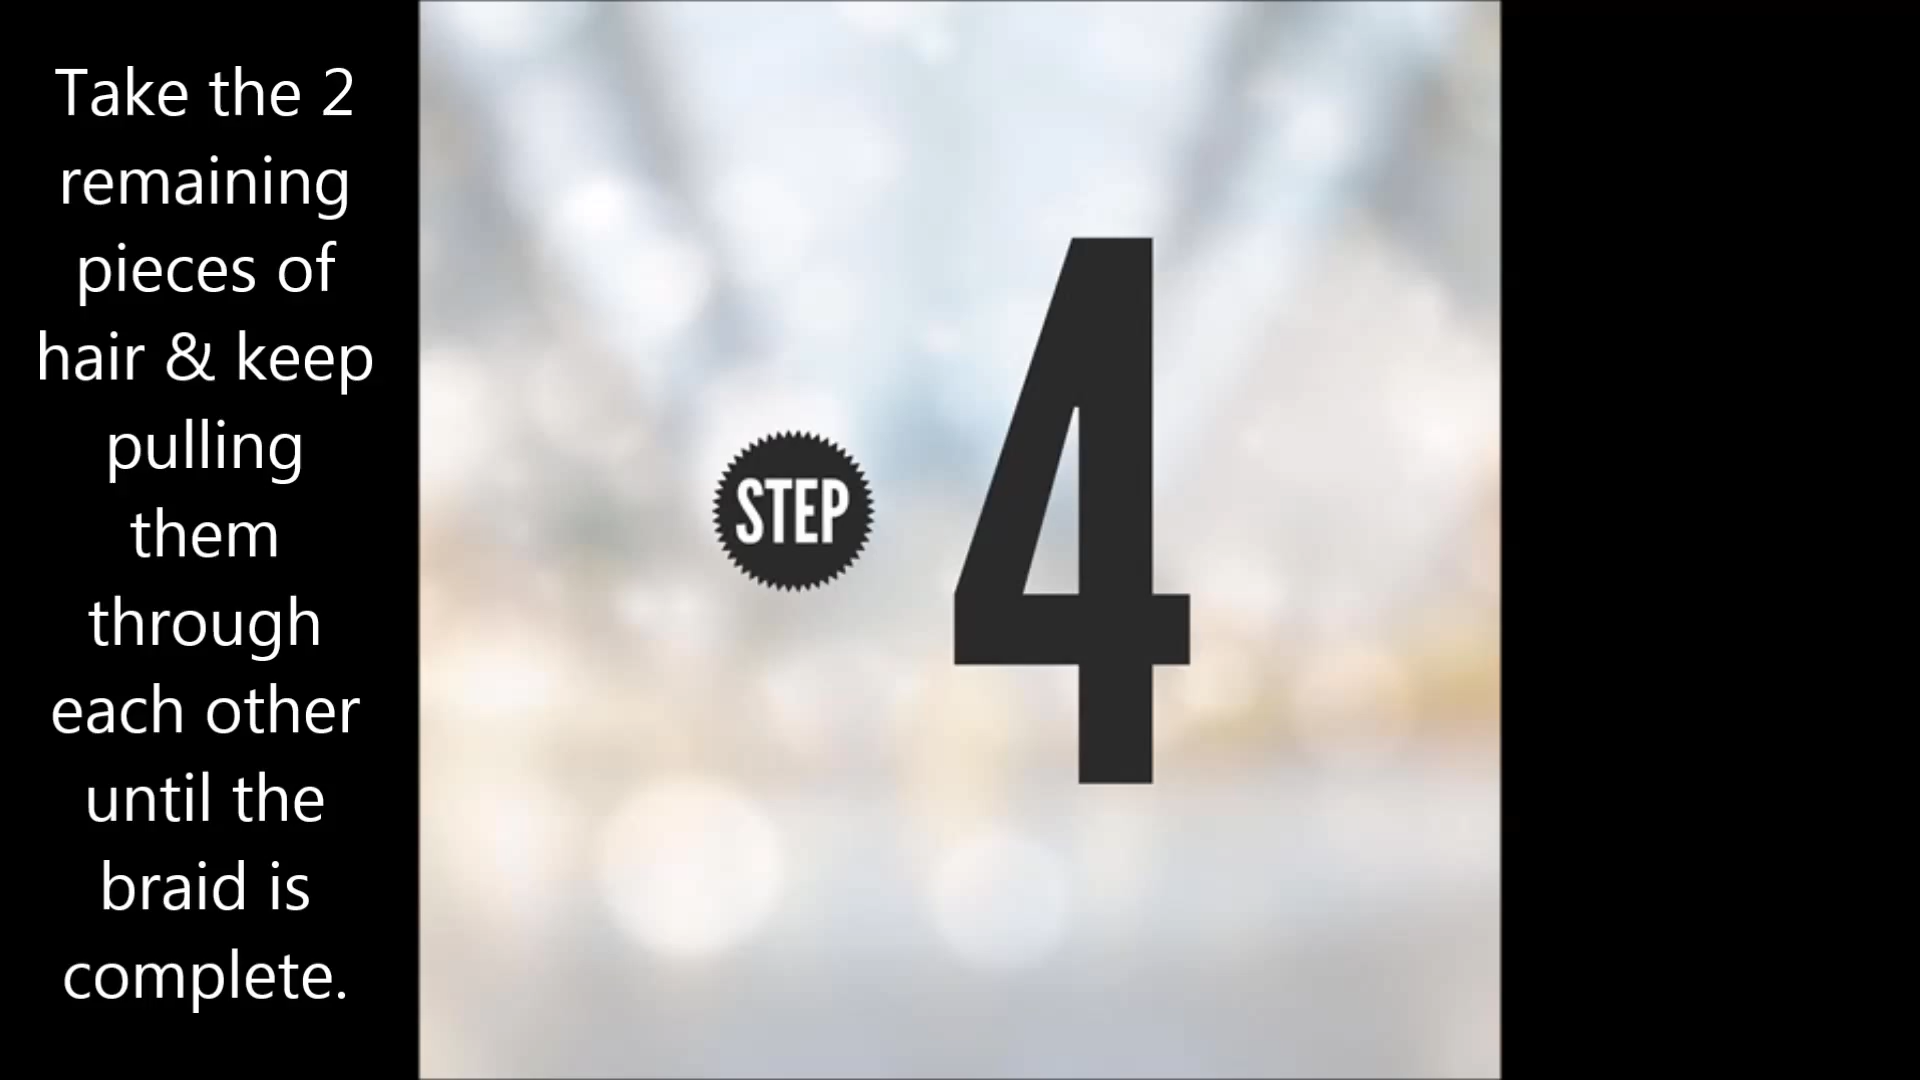 Take the 2
remaining
pieces of
hair & keep
pulling
them
through
each other
until the
braid is
complete.
STEP
4